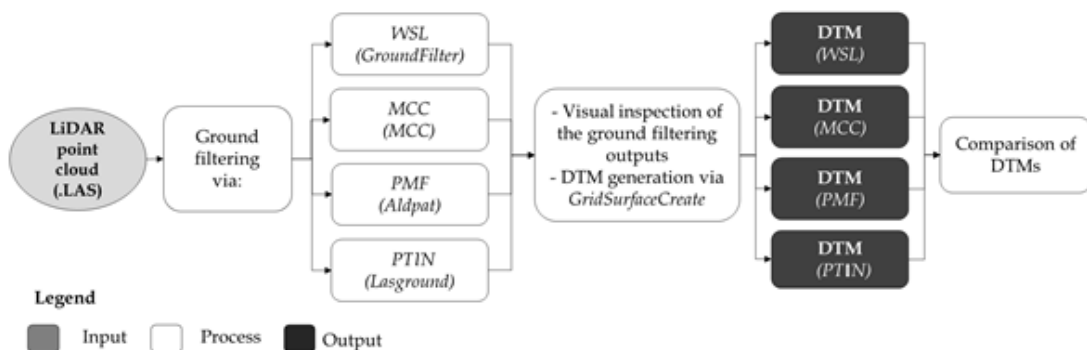 LiDAR
point
cloud
(.LAS)
Ground
filtering
via:
WSL
(GroundFilter)
MCC
(MCC)
PMF
(Aldpat)
PTIN
(Lasground)
- Visual inspection of
the ground filtering
outputs
- DTM generation via
GridSurfaceCreate
DTM
(WSL)
DTM
(MCC)
DTM
(PMF)
DTM
(PTIN)
Comparison of
DTMs
Legend
Input
Process
Output